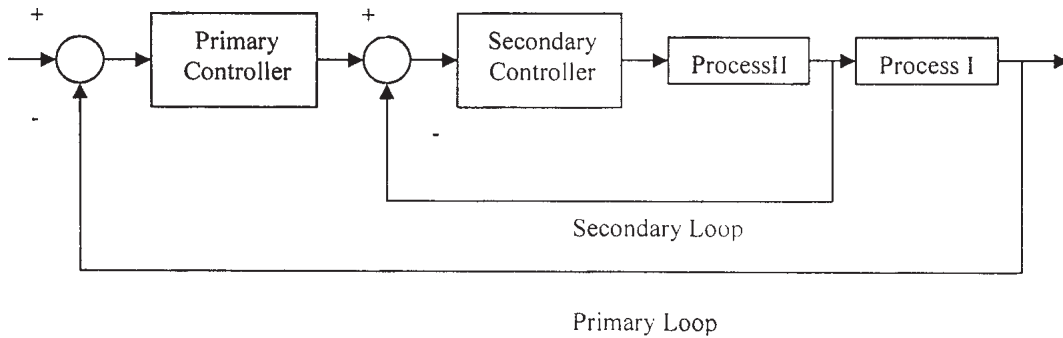 +
+
Primary
Controller
Secondary
Controller
ProcessII
Process I
-
-
Secondary Loop
Primary Loop